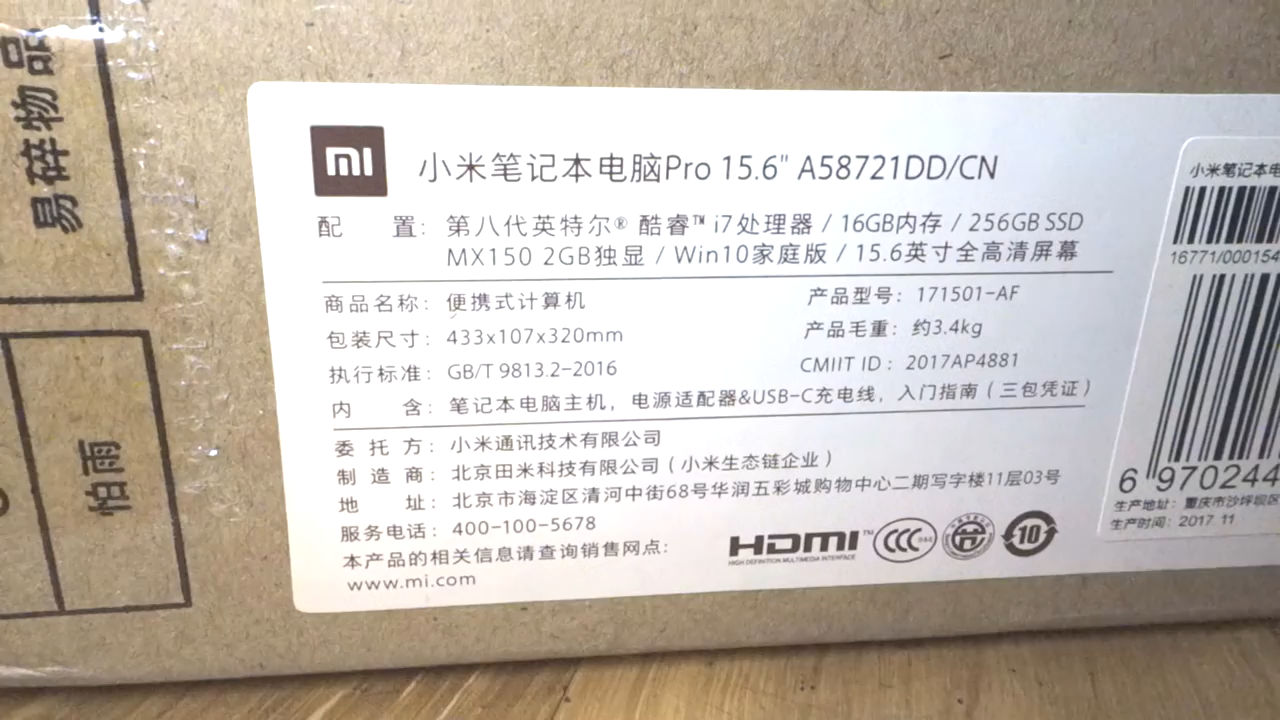 易碎物品
怕雨
小米笔记本电脑Pro 15.6" A58721DD/CN
配 置: 第八代英特尔® 酷睿™ i7处理器 / 16GB内存 / 256GB SSD
MX150 2GB独显 / Win10家庭版 / 15.6英寸全高清屏幕
商品名称: 便携式计算机
产品型号: 171501-AF
包装尺寸: 433x107x320mm
产品毛重: 约3.4kg
执行标准: GB/T 9813.2-2016
CMIIT ID: 2017AP4881
内 含: 笔记本电脑主机，电源适配器&USB-C充电线，入门指南（三包凭证）
委 托 方: 小米通讯技术有限公司
制 造 商: 北京田米科技有限公司（小米生态链企业）
地 址: 北京市海淀区清河中街68号华润五彩城购物中心二期写字楼11层03号
服务电话: 400-100-5678
本产品的相关信息请查询销售网点:
www.mi.com
HDMI™
HIGH DEFINITION MULTIMEDIA INTERFACE
CCC
10
小米笔记本电
16771/000154
6 970244
生产地址: 重庆市沙坪坝区
生产时间: 2017.11